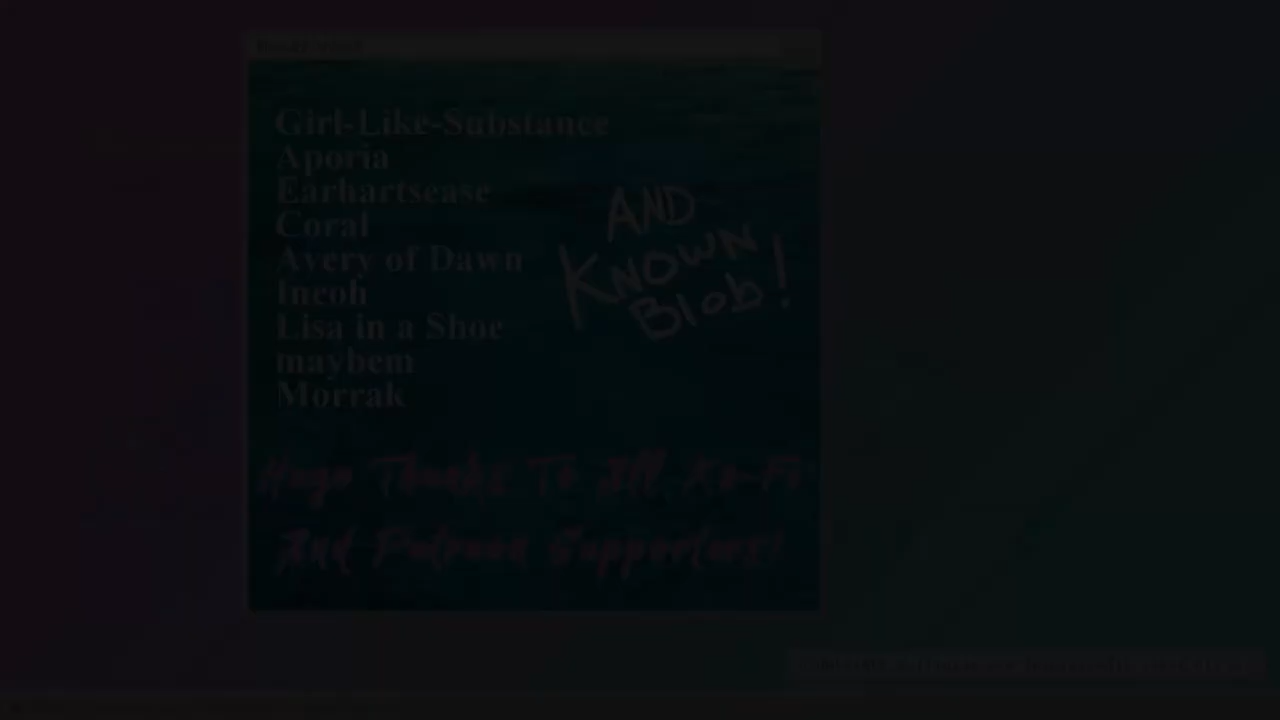 Girl-Like-Substance
Aporia
Earhartsease
Coral
Avery of Dawn
Ineoh
Lisa in a Shoe
maybem
Morrak
AND
KNOWN
Blob!
Huge Thanks To All Ko-Fi
And Patreon Supporters!